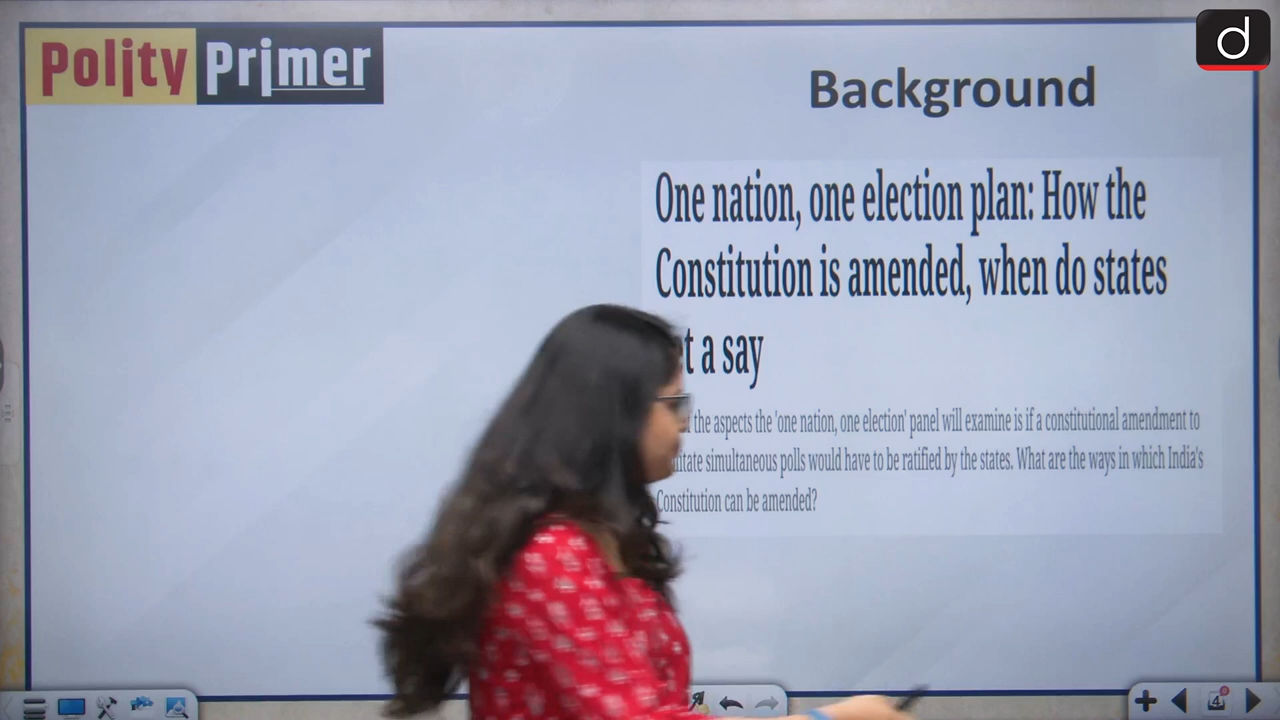 Polity Primer
d
Background
One nation, one election plan: How the
Constitution is amended, when do states
a say
the aspects the 'one nation, one election' panel will examine is if a constitutional amendment to
simultaneous polls would have to be ratified by the states. What are the ways in which India's
Constitution can be amended?
4